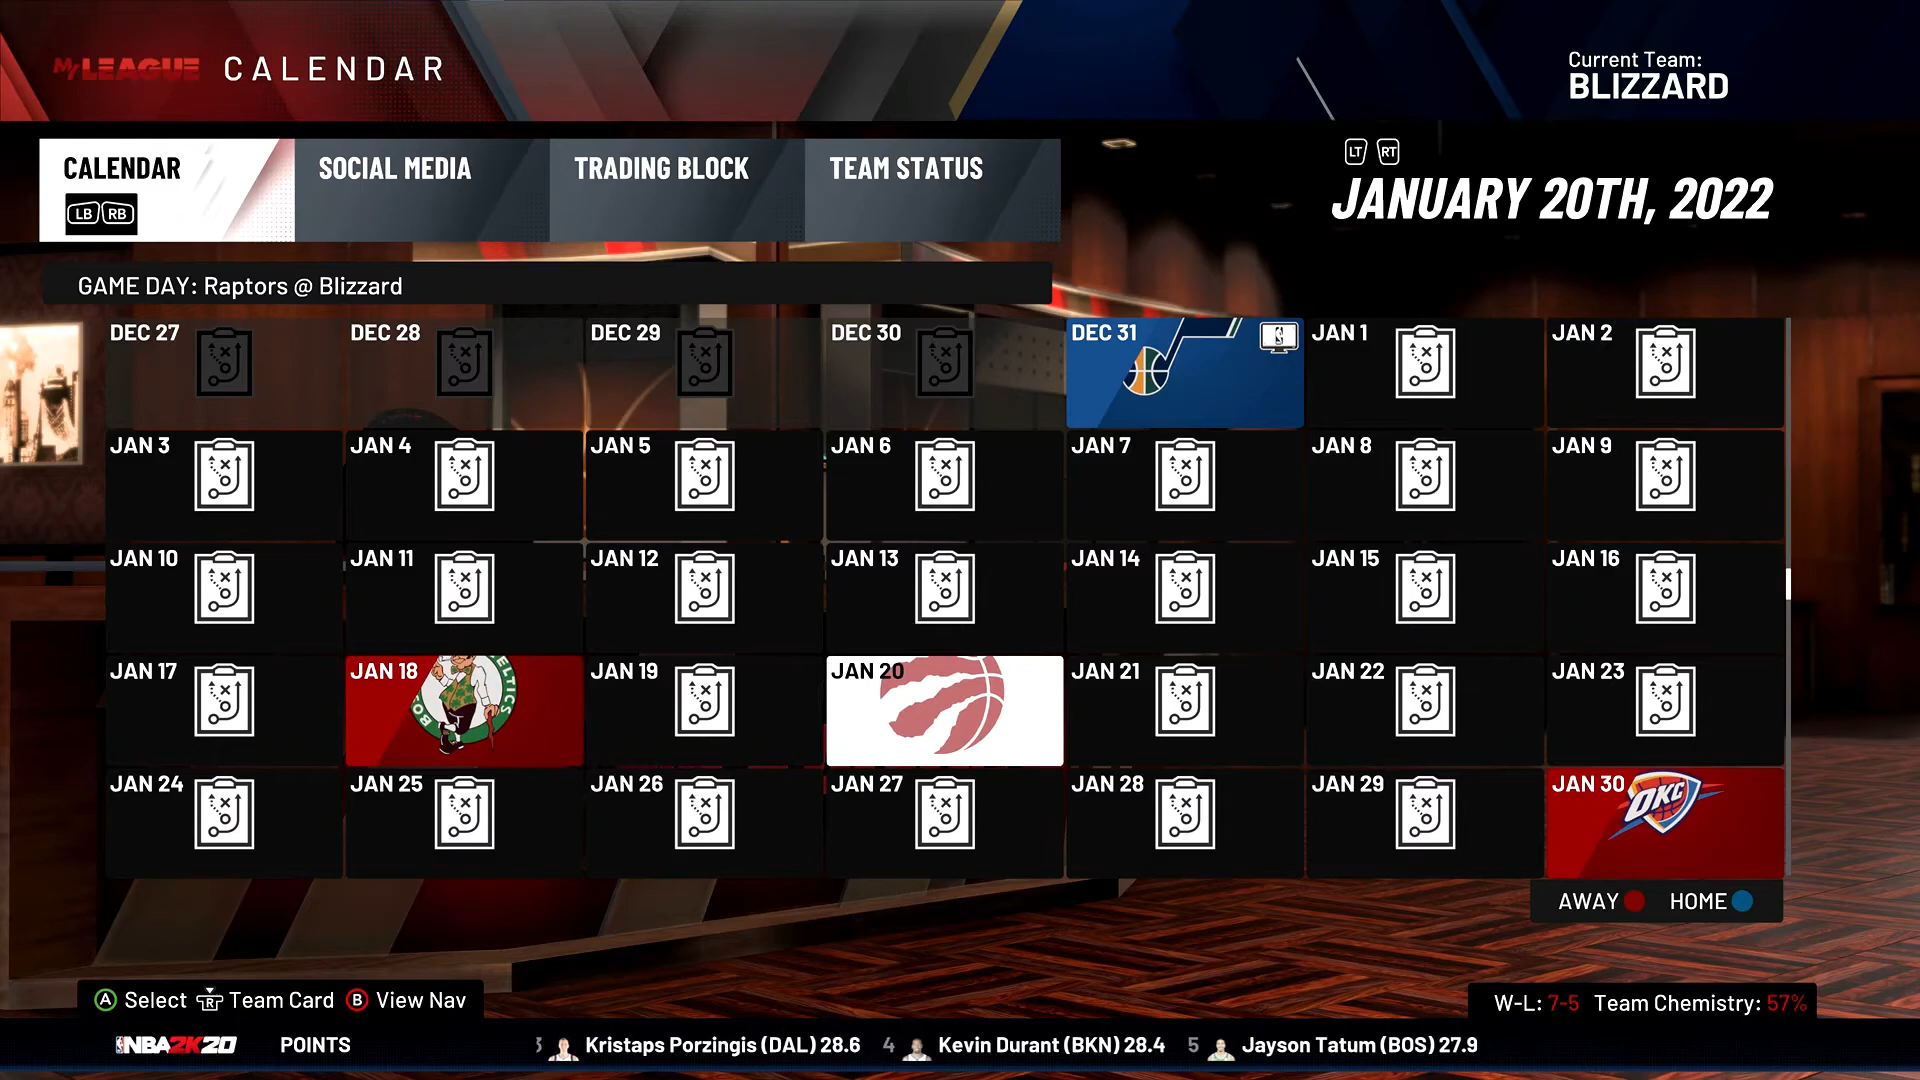 MyLEAGUE CALENDAR
Current Team:
BLIZZARD
CALENDAR SOCIAL MEDIA TRADING BLOCK TEAM STATUS
LB RB
LT RT
JANUARY 20TH, 2022
GAME DAY: Raptors @ Blizzard
DEC 27 DEC 28 DEC 29 DEC 30 DEC 31 JAN 1 JAN 2
JAN 3 JAN 4 JAN 5 JAN 6 JAN 7 JAN 8 JAN 9
JAN 10 JAN 11 JAN 12 JAN 13 JAN 14 JAN 15 JAN 16
JAN 17 JAN 18 JAN 19 JAN 20 JAN 21 JAN 22 JAN 23
JAN 24 JAN 25 JAN 26 JAN 27 JAN 28 JAN 29 JAN 30
OKC
AWAY HOME
A Select R Team Card B View Nav
W-L: 7-5 Team Chemistry: 57%
NBA 2K20 POINTS 3 Kristaps Porzingis (DAL) 28.6 4 Kevin Durant (BKN) 28.4 5 Jayson Tatum (BOS) 27.9